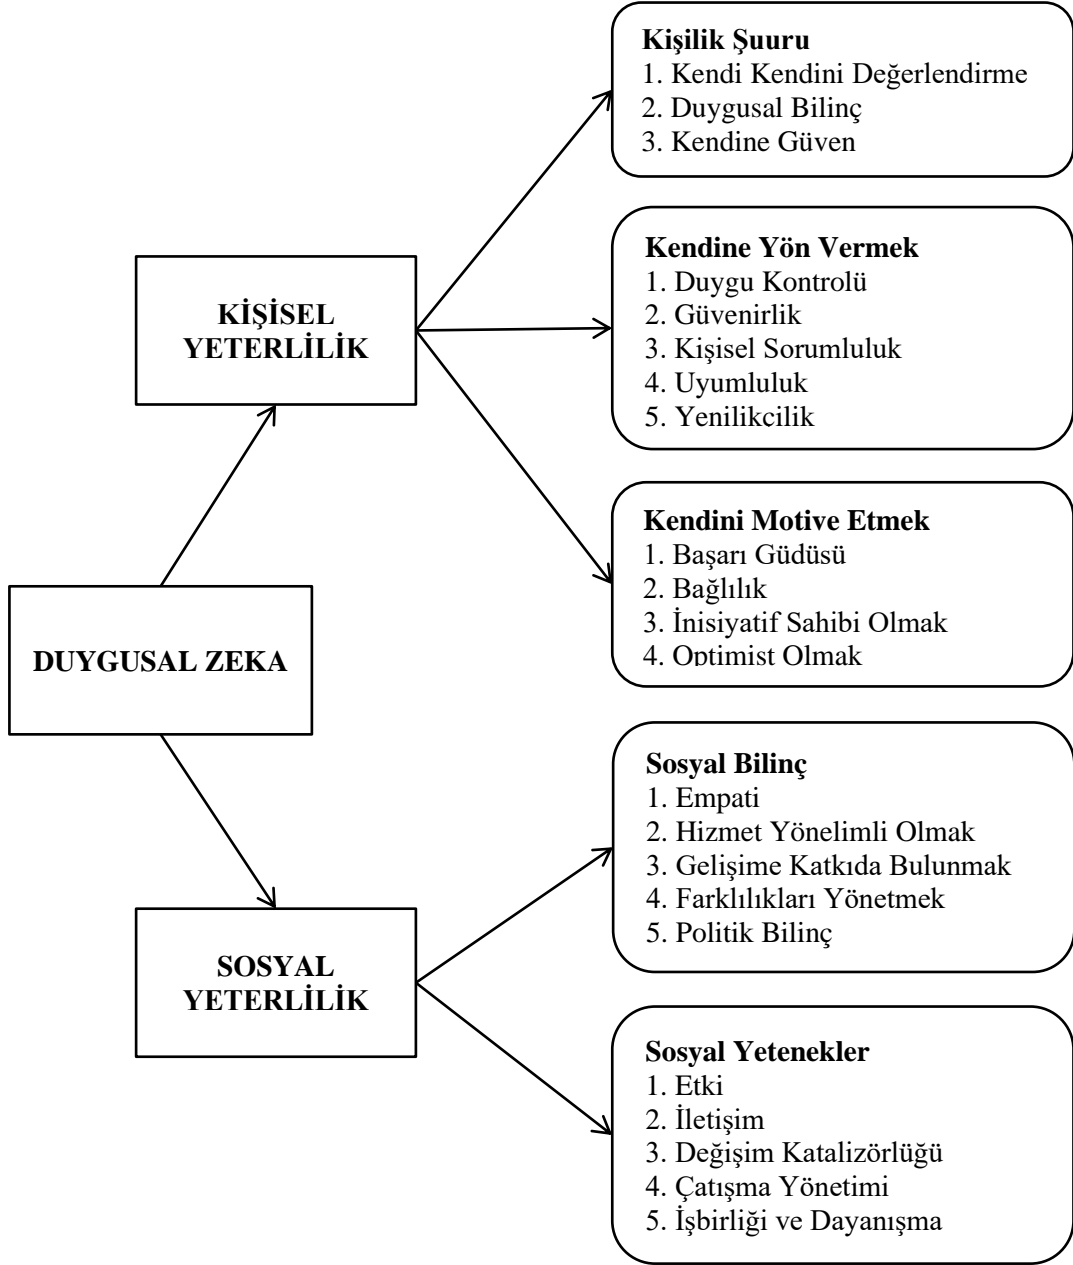 Kişilik Şuuru
1. Kendi Kendini Değerlendirme
2. Duygusal Bilinç
3. Kendine Güven
Kendine Yön Vermek
1. Duygu Kontrolü
2. Güvenirlik
3. Kişisel Sorumluluk
4. Uyumluluk
5. Yenilikcilik
KİŞİSEL
YETERLİLİK
Kendini Motive Etmek
1. Başarı Güdüsü
2. Bağlılık
3. İnisiyatif Sahibi Olmak
4. Optimist Olmak
DUYGUSAL ZEKA
Sosyal Bilinç
1. Empati
2. Hizmet Yönelimli Olmak
3. Gelişime Katkıda Bulunmak
4. Farklılıkları Yönetmek
5. Politik Bilinç
SOSYAL
YETERLİLİK
Sosyal Yetenekler
1. Etki
2. İletişim
3. Değişim Katalizörlüğü
4. Çatışma Yönetimi
5. İşbirliği ve Dayanışma